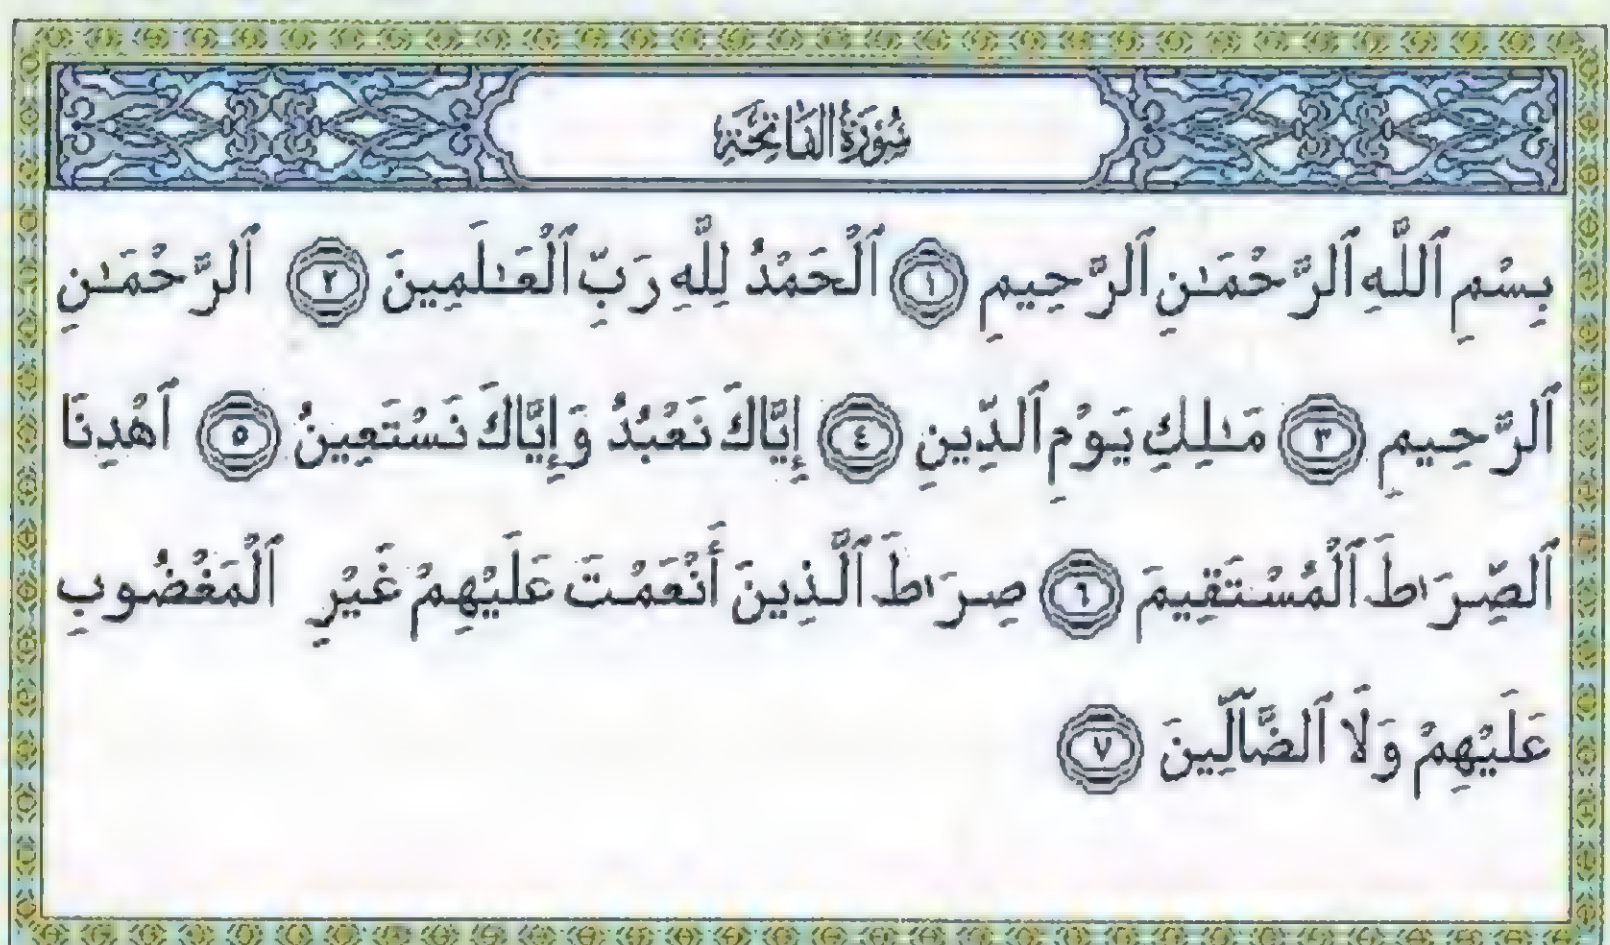 سُورَةُ الفَاتِحَةِ
بِسْمِ ٱللَّهِ ٱلرَّحْمَـٰنِ ٱلرَّحِيمِ ١ ٱلْحَمْدُ لِلَّهِ رَبِّ ٱلْعَـٰلَمِينَ ٢ ٱلرَّحْمَـٰنِ
ٱلرَّحِيمِ ٣ مَـٰلِكِ يَوْمِ ٱلدِّينِ ٤ إِيَّاكَ نَعْبُدُ وَإِيَّاكَ نَسْتَعِينُ ٥ ٱهْدِنَا
ٱلصِّرَٰطَ ٱلْمُسْتَقِيمَ ٦ صِرَٰطَ ٱلَّذِينَ أَنْعَمْتَ عَلَيْهِمْ غَيْرِ ٱلْمَغْضُوبِ
عَلَيْهِمْ وَلَا ٱلضَّآلِّينَ ٧